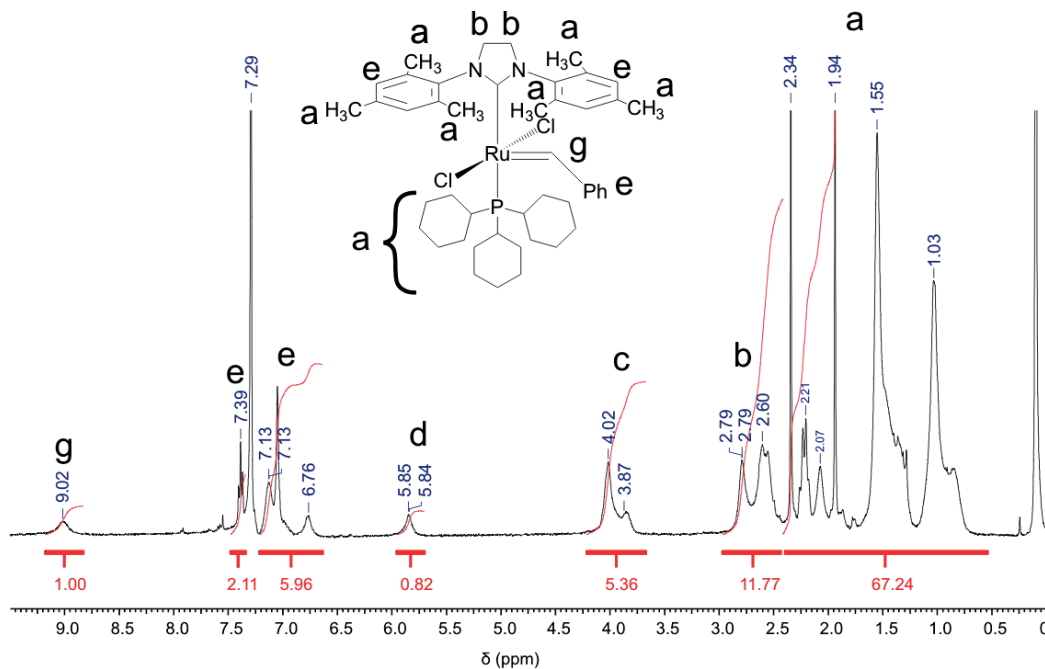 a
b b
a a
CH₃ H₃C
7.29
2.34
1.94
1.55
e N N e
H₃C CH₃ H₃C CH₃
a a a a
Cl
Ru g
Cl Ph e
P
a
1.03
g e e d c b
9.02
7.39
7.13
7.13
6.76
5.85
5.84
4.02
3.87
2.79
2.79
2.60
2.21
2.07
1.00 2.11 5.96 0.82 5.36 11.77 67.24
9.0 8.5 8.0 7.5 7.0 6.5 6.0 5.5 5.0 4.5 4.0 3.5 3.0 2.5 2.0 1.5 1.0 0.5 0
δ (ppm)